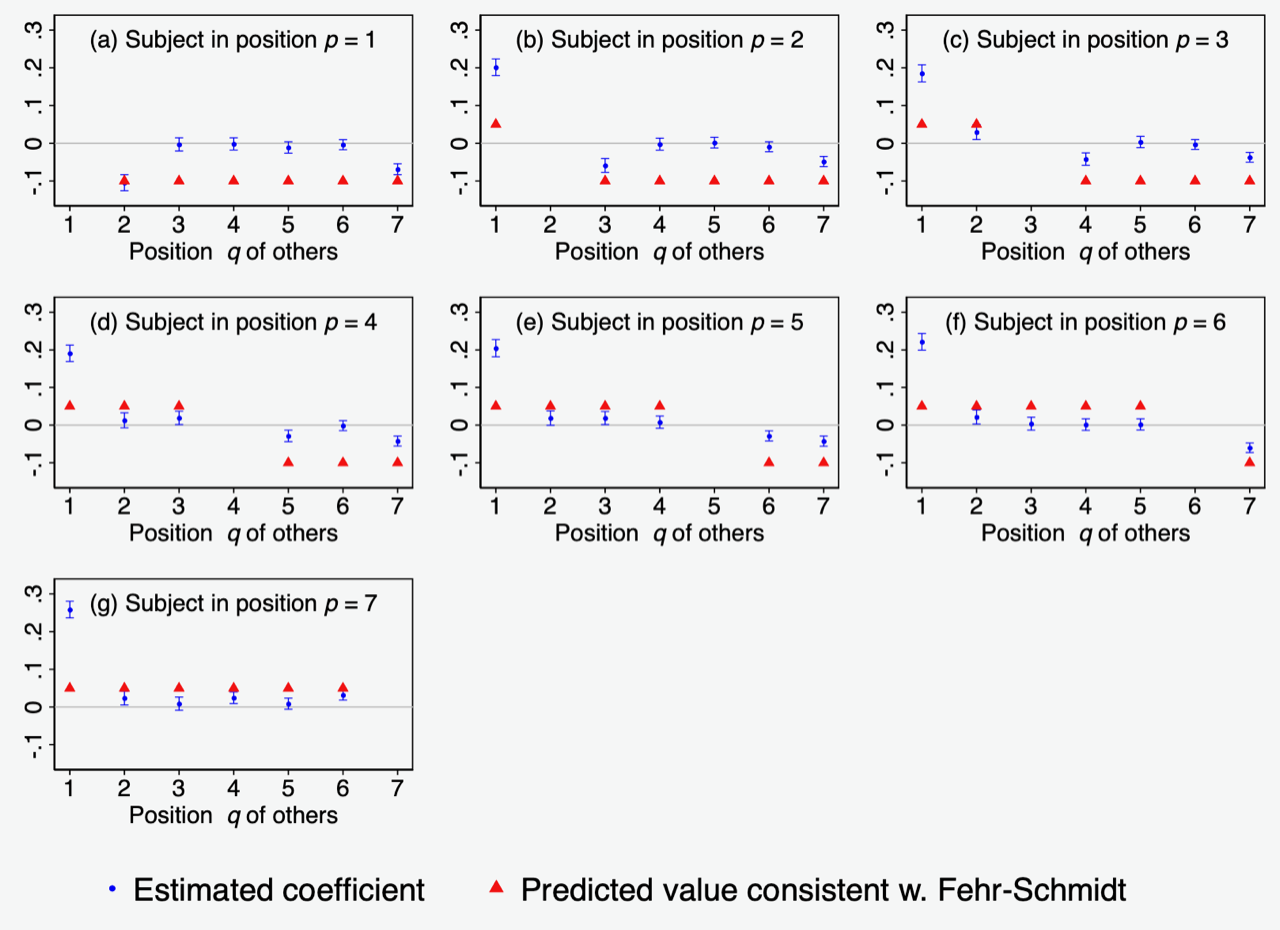 (a) Subject in position p = 1
.3
.2
.1
0
-.1
1 2 3 4 5 6 7
Position q of others
(b) Subject in position p = 2
.3
.2
.1
0
-.1
1 2 3 4 5 6 7
Position q of others
(c) Subject in position p = 3
.3
.2
.1
0
-.1
1 2 3 4 5 6 7
Position q of others
(d) Subject in position p = 4
.3
.2
.1
0
-.1
1 2 3 4 5 6 7
Position q of others
(e) Subject in position p = 5
.3
.2
.1
0
-.1
1 2 3 4 5 6 7
Position q of others
(f) Subject in position p = 6
.3
.2
.1
0
-.1
1 2 3 4 5 6 7
Position q of others
(g) Subject in position p = 7
.3
.2
.1
0
-.1
1 2 3 4 5 6 7
Position q of others
Estimated coefficient
Predicted value consistent w. Fehr-Schmidt